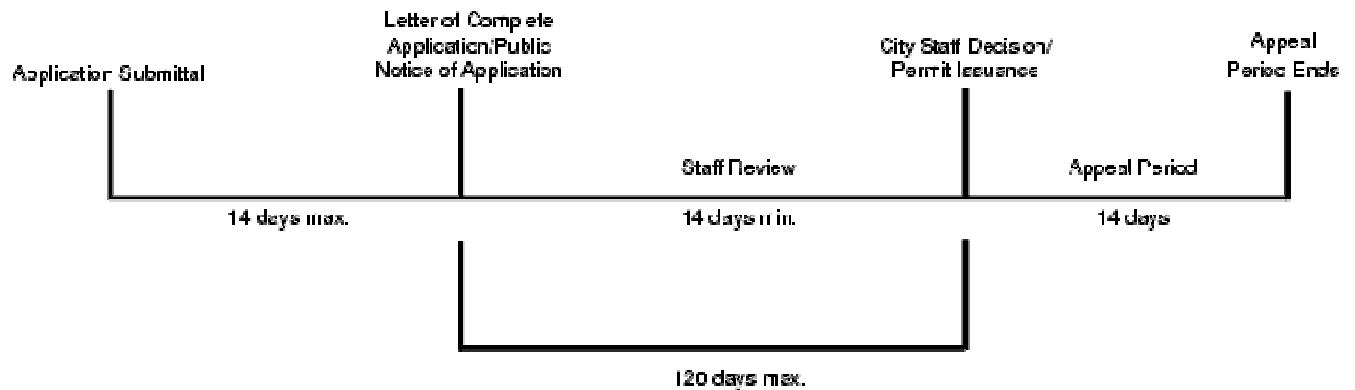 Application Submittal
Letter of Complete
Application/Public
Notice of Application
City Staff Decision/
Permit Issuance
Appeal
Period Ends
Staff Review
Appeal Period
14 days max.
14 days min.
14 days
120 days max.